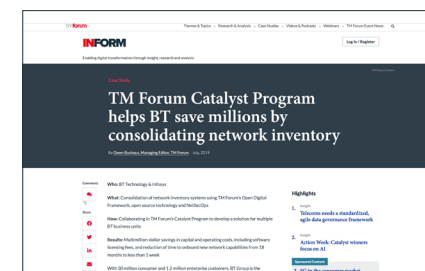 tmforum
Themes & Topics Research & Analysis Case Studies Videos & Podcasts Webinars TM Forum Event News
INFORM
Log In / Register
Enabling digital transformation through insight, research and analysis
Case Study
TM Forum Catalyst Program
helps BT save millions by
consolidating network inventory
By Dawn Bushaus, Managing Editor, TM Forum July, 2019
Comments
Share
Who: BT Technology & Infosys
What: Consolidation of network inventory systems using TM Forum's Open Digital
Framework, open source technology and NetSecOps
How: Collaborating in TM Forum's Catalyst Program to develop a solution for multiple
BT business units
Results: Multimillion-dollar savings in capital and operating costs, including software
licensing fees, and reduction of time to onboard new network capabilities from 18
months to less than 1 week
With 30 million consumer and 1.2 million enterprise customers, BT Group is the
Highlights
1. Insight
Telecoms needs a standardized,
agile data governance framework
2. Insight
Action Week: Catalyst winners
focus on AI
Sponsored Content